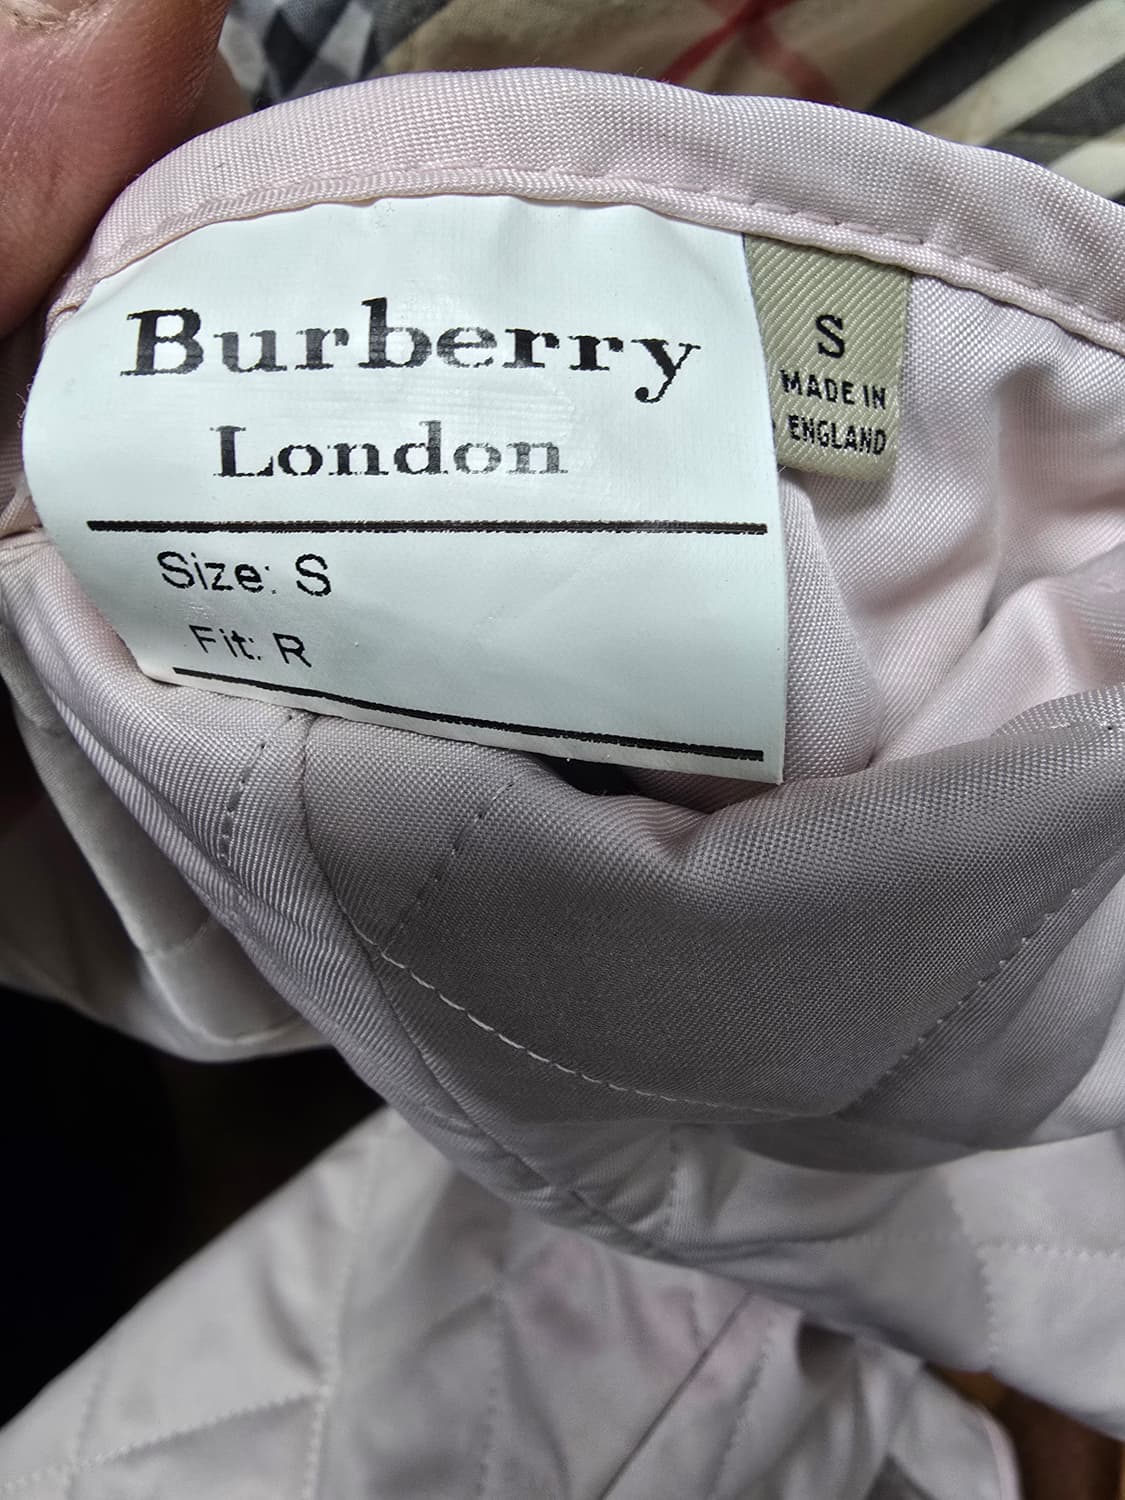 Burberry
London
Size: S
Fit: R
S
MADE IN
ENGLAND